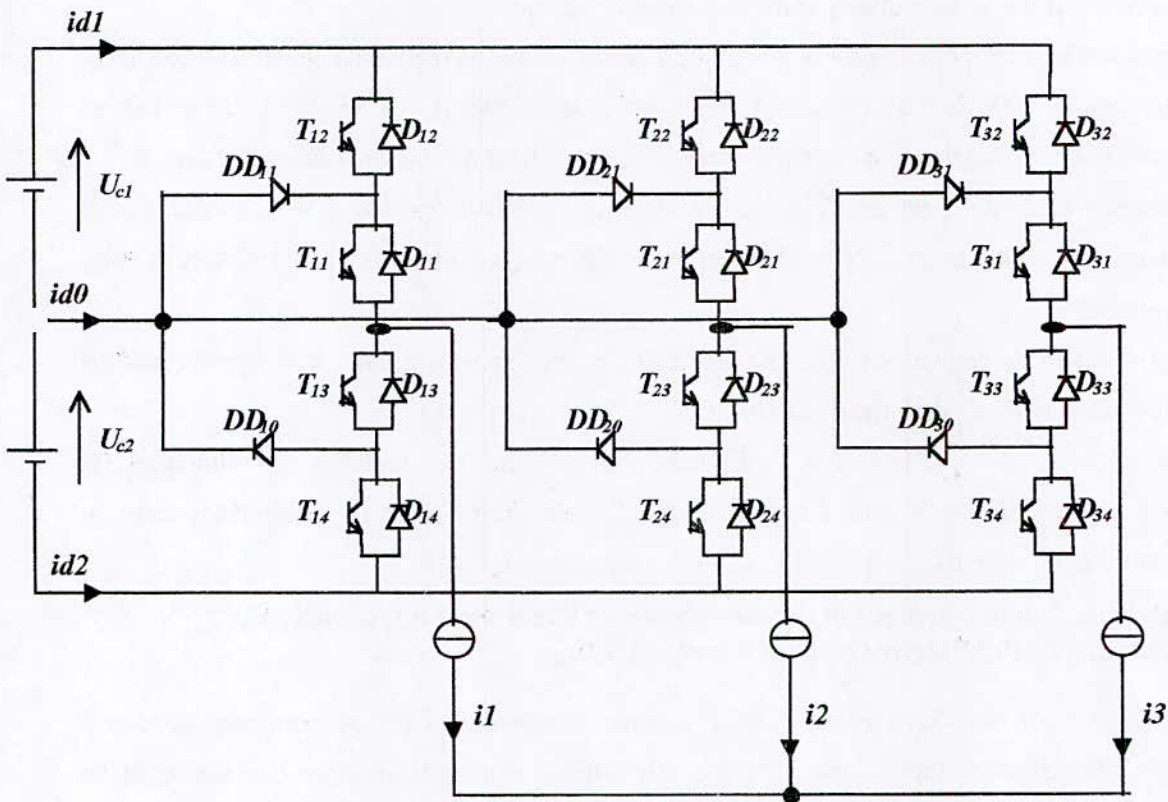 id1
T12 D12 T22 D22 T32 D32
Uc1 DD11 DD21 DD31
T11 D11 T21 D21 T31 D31
id0
T13 D13 T23 D23 T33 D33
Uc2 DD10 DD20 DD30
T14 D14 T24 D24 T34 D34
id2
i1 i2 i3